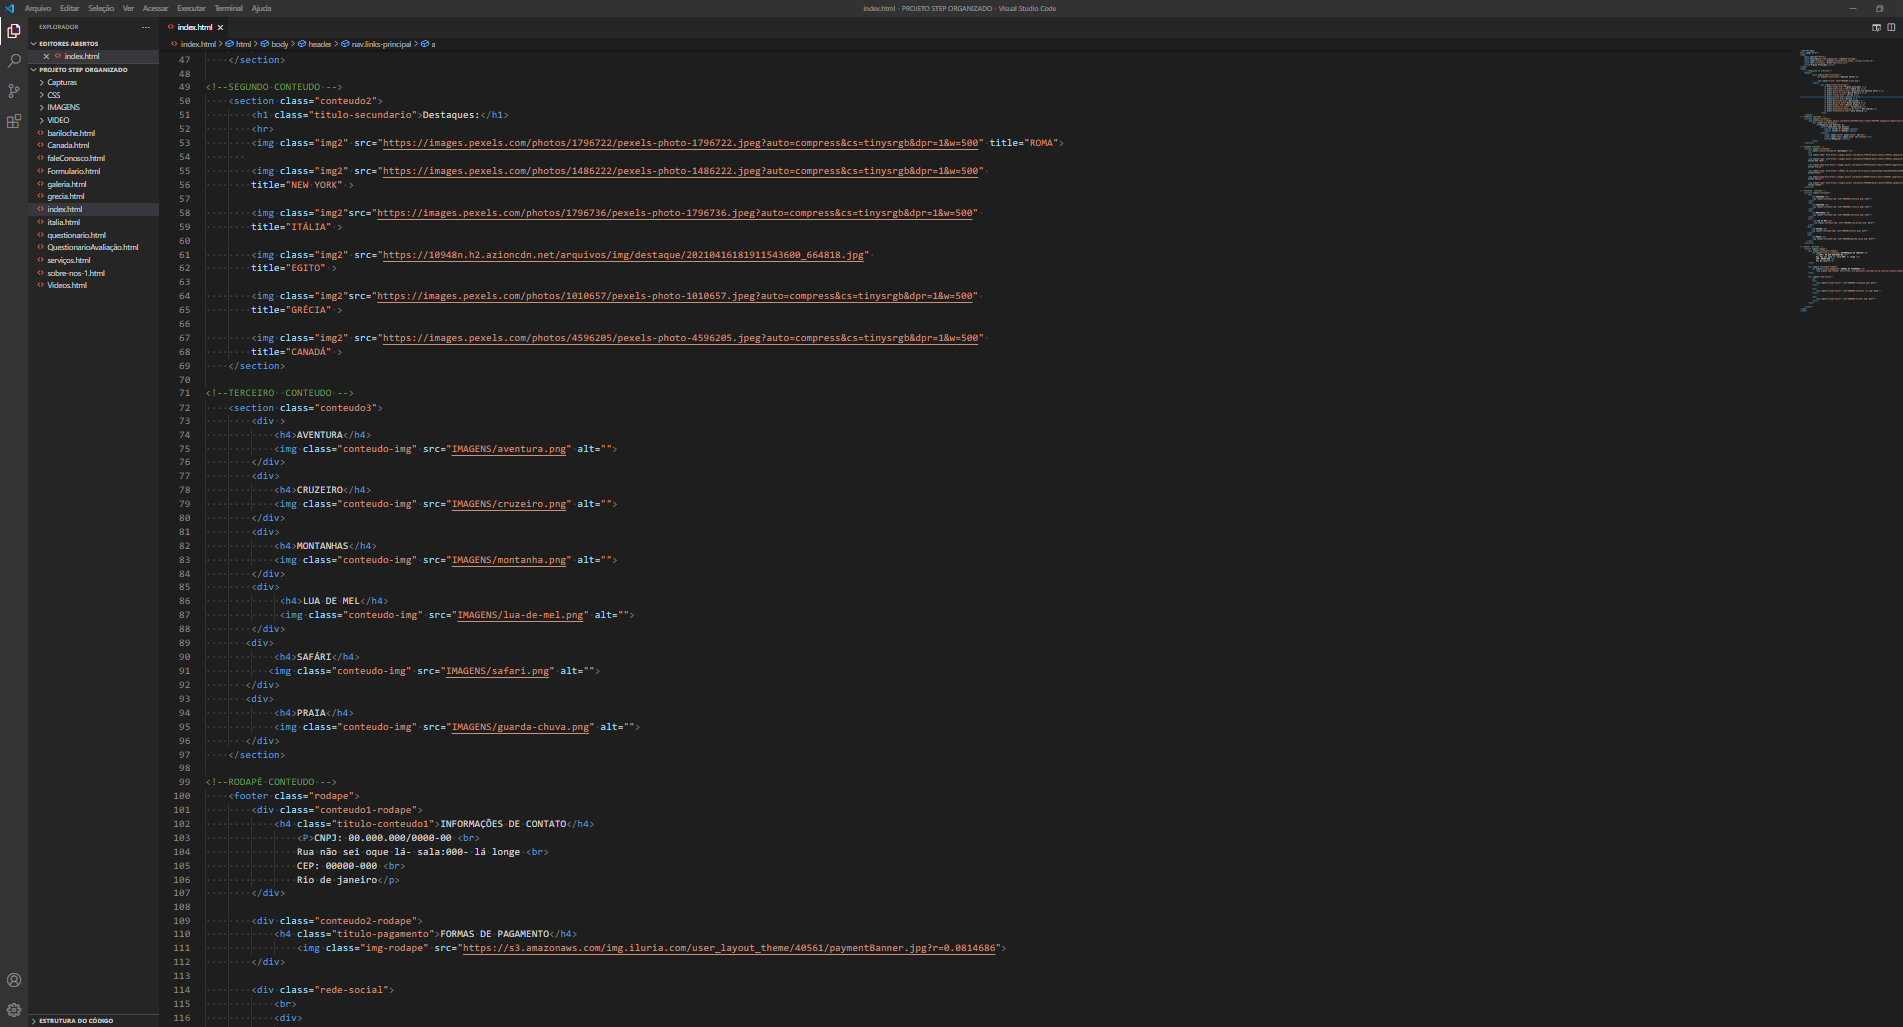 Arquivo Editar Seleção Ver Acessar Executar Terminal Ajuda
index.html - PROJETO STEP ORGANIZADO - Visual Studio Code
EXPLORADOR ...
EDITORES ABERTOS
index.html
PROJETO STEP ORGANIZADO
Capturas
CSS
IMAGENS
VIDEO
bariloche.html
Canada.html
faleConosco.html
Formulario.html
galeria.html
grecia.html
index.html
italia.html
questionario.html
QuestionarioAvaliação.html
serviços.html
sobre-nos-1.html
Videos.html
ESTRUTURA DO CÓDIGO
index.html
index.html > html > body > header > nav.links-principal > a
47 </section>
48
49 <!--SEGUNDO CONTEUDO -->
50 <section class="conteudo2">
51 <h1 class="titulo-secundario">Destaques:</h1>
52 <hr>
53 <img class="img2" src="https://images.pexels.com/photos/1796722/pexels-photo-1796722.jpeg?auto=compress&cs=tinysrgb&dpr=1&w=500" title="ROMA">
54
55 <img class="img2" src="https://images.pexels.com/photos/1486222/pexels-photo-1486222.jpeg?auto=compress&cs=tinysrgb&dpr=1&w=500"
56 title="NEW YORK" >
57
58 <img class="img2"src="https://images.pexels.com/photos/1796736/pexels-photo-1796736.jpeg?auto=compress&cs=tinysrgb&dpr=1&w=500"
59 title="ITÁLIA" >
60
61 <img class="img2" src="https://10948n.h2.azioncdn.net/arquivos/img/destaque/20210416181911543600_664818.jpg"
62 title="EGITO" >
63
64 <img class="img2"src="https://images.pexels.com/photos/1010657/pexels-photo-1010657.jpeg?auto=compress&cs=tinysrgb&dpr=1&w=500"
65 title="GRÉCIA" >
66
67 <img class="img2" src="https://images.pexels.com/photos/4596205/pexels-photo-4596205.jpeg?auto=compress&cs=tinysrgb&dpr=1&w=500"
68 title="CANADÁ" >
69 </section>
70
71 <!--TERCEIRO  CONTEUDO -->
72 <section class="conteudo3">
73 <div >
74 <h4>AVENTURA</h4>
75 <img class="conteudo-img" src="IMAGENS/aventura.png" alt="">
76 </div>
77 <div>
78 <h4>CRUZEIRO</h4>
79 <img class="conteudo-img" src="IMAGENS/cruzeiro.png" alt="">
80 </div>
81 <div>
82 <h4>MONTANHAS</h4>
83 <img class="conteudo-img" src="IMAGENS/montanha.png" alt="">
84 </div>
85 <div>
86 <h4>LUA DE MEL</h4>
87 <img class="conteudo-img" src="IMAGENS/lua-de-mel.png" alt="">
88 </div>
89 <div>
90 <h4>SAFÁRI</h4>
91 <img class="conteudo-img" src="IMAGENS/safari.png" alt="">
92 </div>
93 <div>
94 <h4>PRAIA</h4>
95 <img class="conteudo-img" src="IMAGENS/guarda-chuva.png" alt="">
96 </div>
97 </section>
98
99 <!--RODAPÉ CONTEUDO -->
100 <footer class="rodape">
101 <div class="conteudo1-rodape">
102 <h4 class="titulo-conteudo1">INFORMAÇÕES DE CONTATO</h4>
103 <P>CNPJ: 00.000.000/0000-00 <br>
104 Rua não sei oque lá- sala:000- lá longe <br>
105 CEP: 00000-000 <br>
106 Rio de janeiro</p>
107 </div>
108
109 <div class="conteudo2-rodape">
110 <h4 class="titulo-pagamento">FORMAS DE PAGAMENTO</h4>
111 <img class="img-rodape" src="https://s3.amazonaws.com/img.iluria.com/user_layout_theme/40561/paymentBanner.jpg?r=0.0814686">
112 </div>
113
114 <div class="rede-social">
115 <br>
116 <div>